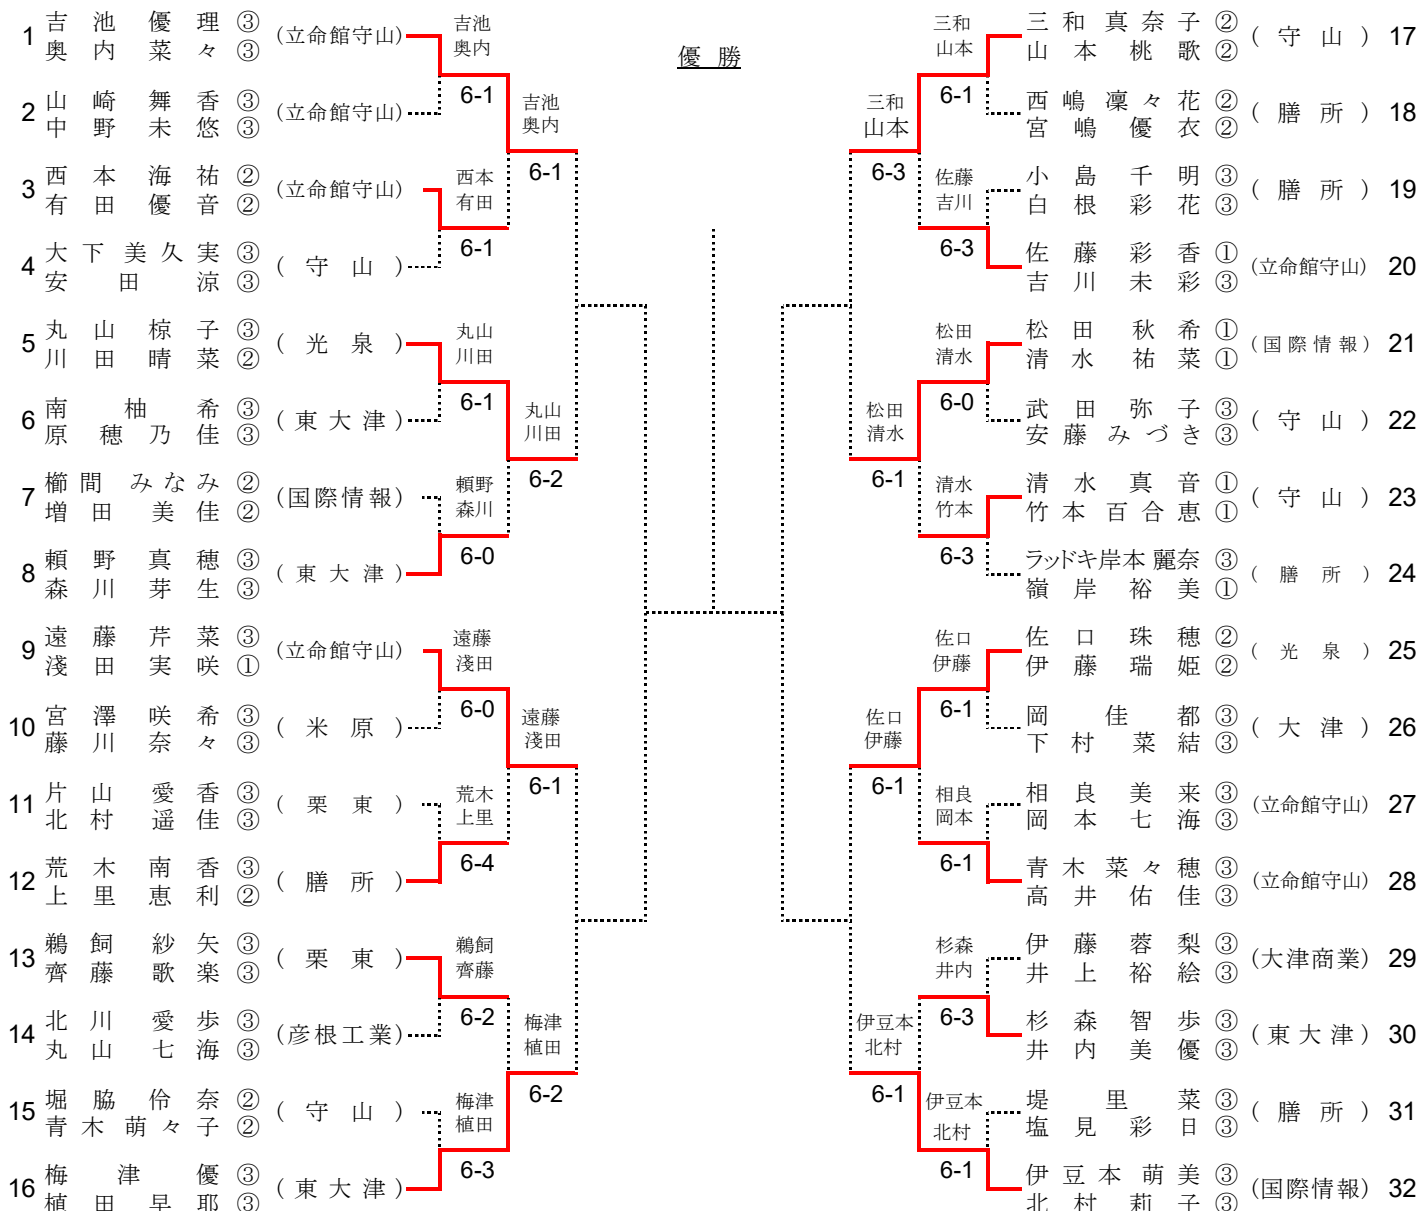 優 勝
1 吉 池 優 理 ③ (立命館守山)
奥 内 菜 々 ③
吉池
奥内
6-1
2 山 﨑 舞 香 ③ (立命館守山)
中 野 未 悠 ③
吉池
奥内
6-1
3 西 本 海 祐 ② (立命館守山)
有 田 優 音 ②
西本
有田
6-1
4 大 下 美 久 実 ③ ( 守 山 )
安 田 涼 ③
5 丸 山 椋 子 ③ ( 光 泉 )
川 田 晴 菜 ②
丸山
川田
6-1
6 南 柚 希 ③ ( 東 大 津 )
原 穂 乃 佳 ③
丸山
川田
6-2
7 櫛 間 み な み ② (国際情報)
増 田 美 佳 ②
頼野
森川
6-0
8 頼 野 真 穂 ③ ( 東 大 津 )
森 川 芽 生 ③
9 遠 藤 芹 菜 ③ (立命館守山)
淺 田 実 咲 ①
遠藤
淺田
6-0
10 宮 澤 咲 希 ③ ( 米 原 )
藤 川 奈 々 ③
遠藤
淺田
6-1
11 片 山 愛 香 ③ ( 栗 東 )
北 村 遥 佳 ③
荒木
上里
6-4
12 荒 木 南 香 ③ ( 膳 所 )
上 里 恵 利 ②
13 鵜 飼 紗 矢 ③ ( 栗 東 )
齊 藤 歌 楽 ③
鵜飼
齊藤
6-2
14 北 川 愛 歩 ③ (彦根工業)
丸 山 七 海 ③
梅津
植田
6-2
15 堀 脇 伶 奈 ② ( 守 山 )
青 木 萌 々 子 ②
梅津
植田
6-3
16 梅 津 優 ③ ( 東 大 津 )
植 田 早 耶 ③
三和
山本
三 和 真 奈 子 ② ( 守 山 ) 17
山 本 桃 歌 ②
6-1
三和
山本
6-3
西 嶋 凜 々 花 ② ( 膳 所 ) 18
宮 嶋 優 衣 ②
佐藤
吉川
小 島 千 明 ③ ( 膳 所 ) 19
白 根 彩 花 ③
6-3
佐 藤 彩 香 ① (立命館守山) 20
吉 川 未 彩 ③
松田
清水
松 田 秋 希 ① (国際情報) 21
清 水 祐 菜 ①
6-0
松田
清水
6-1
武 田 弥 子 ③ ( 守 山 ) 22
安 藤 み づ き ③
清水
竹本
清 水 真 音 ① ( 守 山 ) 23
竹 本 百 合 恵 ①
6-3
ラッドキ岸本 麗奈 ③ ( 膳 所 ) 24
嶺 岸 裕 美 ①
佐口
伊藤
佐 口 珠 穂 ② ( 光 泉 ) 25
伊 藤 瑞 姫 ②
6-1
佐口
伊藤
6-1
岡 佳 都 ③ ( 大 津 ) 26
下 村 菜 結 ③
相良
岡本
相 良 美 来 ③ (立命館守山) 27
岡 本 七 海 ③
6-1
青 木 菜 々 穂 ③ (立命館守山) 28
高 井 佑 佳 ③
杉森
井内
伊 藤 蓉 梨 ③ (大津商業) 29
井 上 裕 絵 ③
6-3
伊豆本
北村
6-1
杉 森 智 歩 ③ ( 東 大 津 ) 30
井 内 美 優 ③
伊豆本
北村
堤 里 菜 ③ ( 膳 所 ) 31
塩 見 彩 日 ③
6-1
伊 豆 本 萌 美 ③ (国際情報) 32
北 村 莉 子 ③